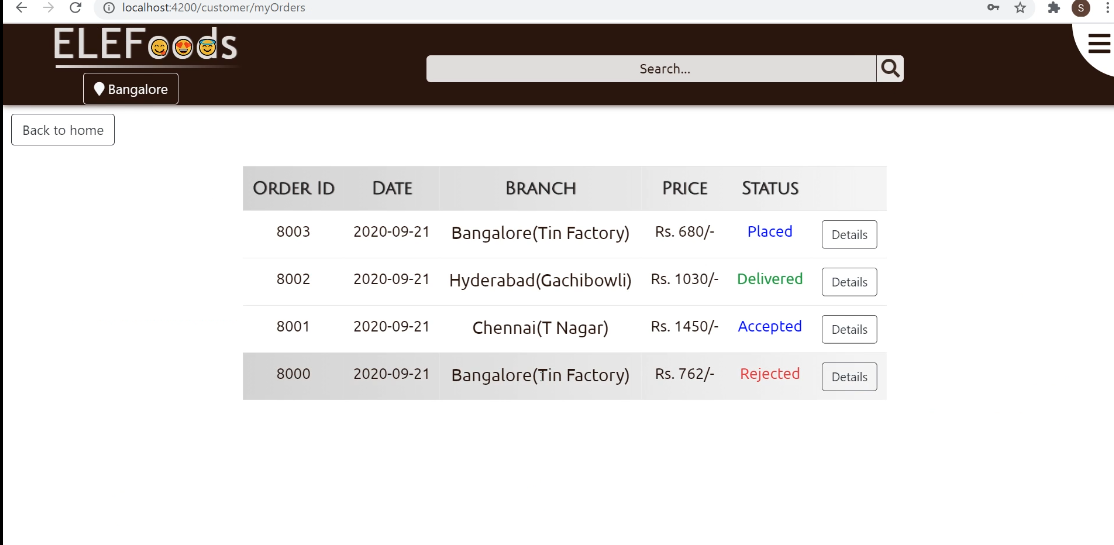 localhost:4200/customer/myOrders
S
ELEFoods
Search...
Bangalore
Back to home
Order Id Date Branch Price Status
8003 2020-09-21 Bangalore(Tin Factory) Rs. 680/- Placed Details
8002 2020-09-21 Hyderabad(Gachibowli) Rs. 1030/- Delivered Details
8001 2020-09-21 Chennai(T Nagar) Rs. 1450/- Accepted Details
8000 2020-09-21 Bangalore(Tin Factory) Rs. 762/- Rejected Details